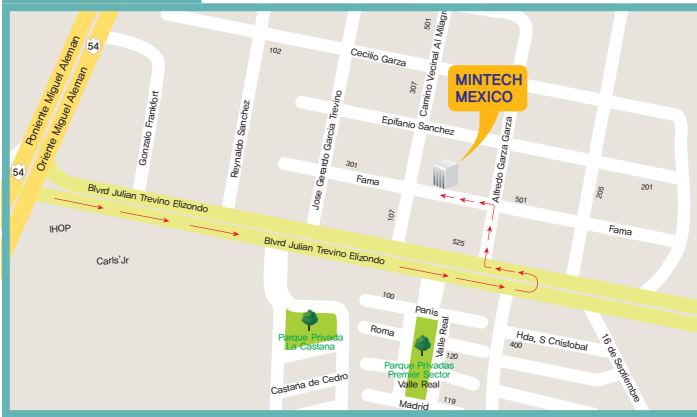 501
54
102
Cecilio Garza
Camino Vecinal Al Milagr
307
MINTECH
MEXICO
Poniente Miguel Aleman
Oriente Miguel Aleman
Gonzalo Frankfort
Reynaldo Sanchez
Jose Gerardo Garcia Trevino
Epifanio Sanchez
Alfredo Garza Garza
54
301
Fama
201
205
501
Fama
Blvrd Julian Trevino Elizondo
107
IHOP
525
Blvrd Julian Trevino Elizondo
Carls'Jr
100
Panis
Roma
Valle Real
Parque Privada
La Castana
400
Hda, S Cnisfobal
16 de Septiembre
120
Parque Privadas
Premier Sector
Valle Real
Castaña de Cedro
119
Madrid